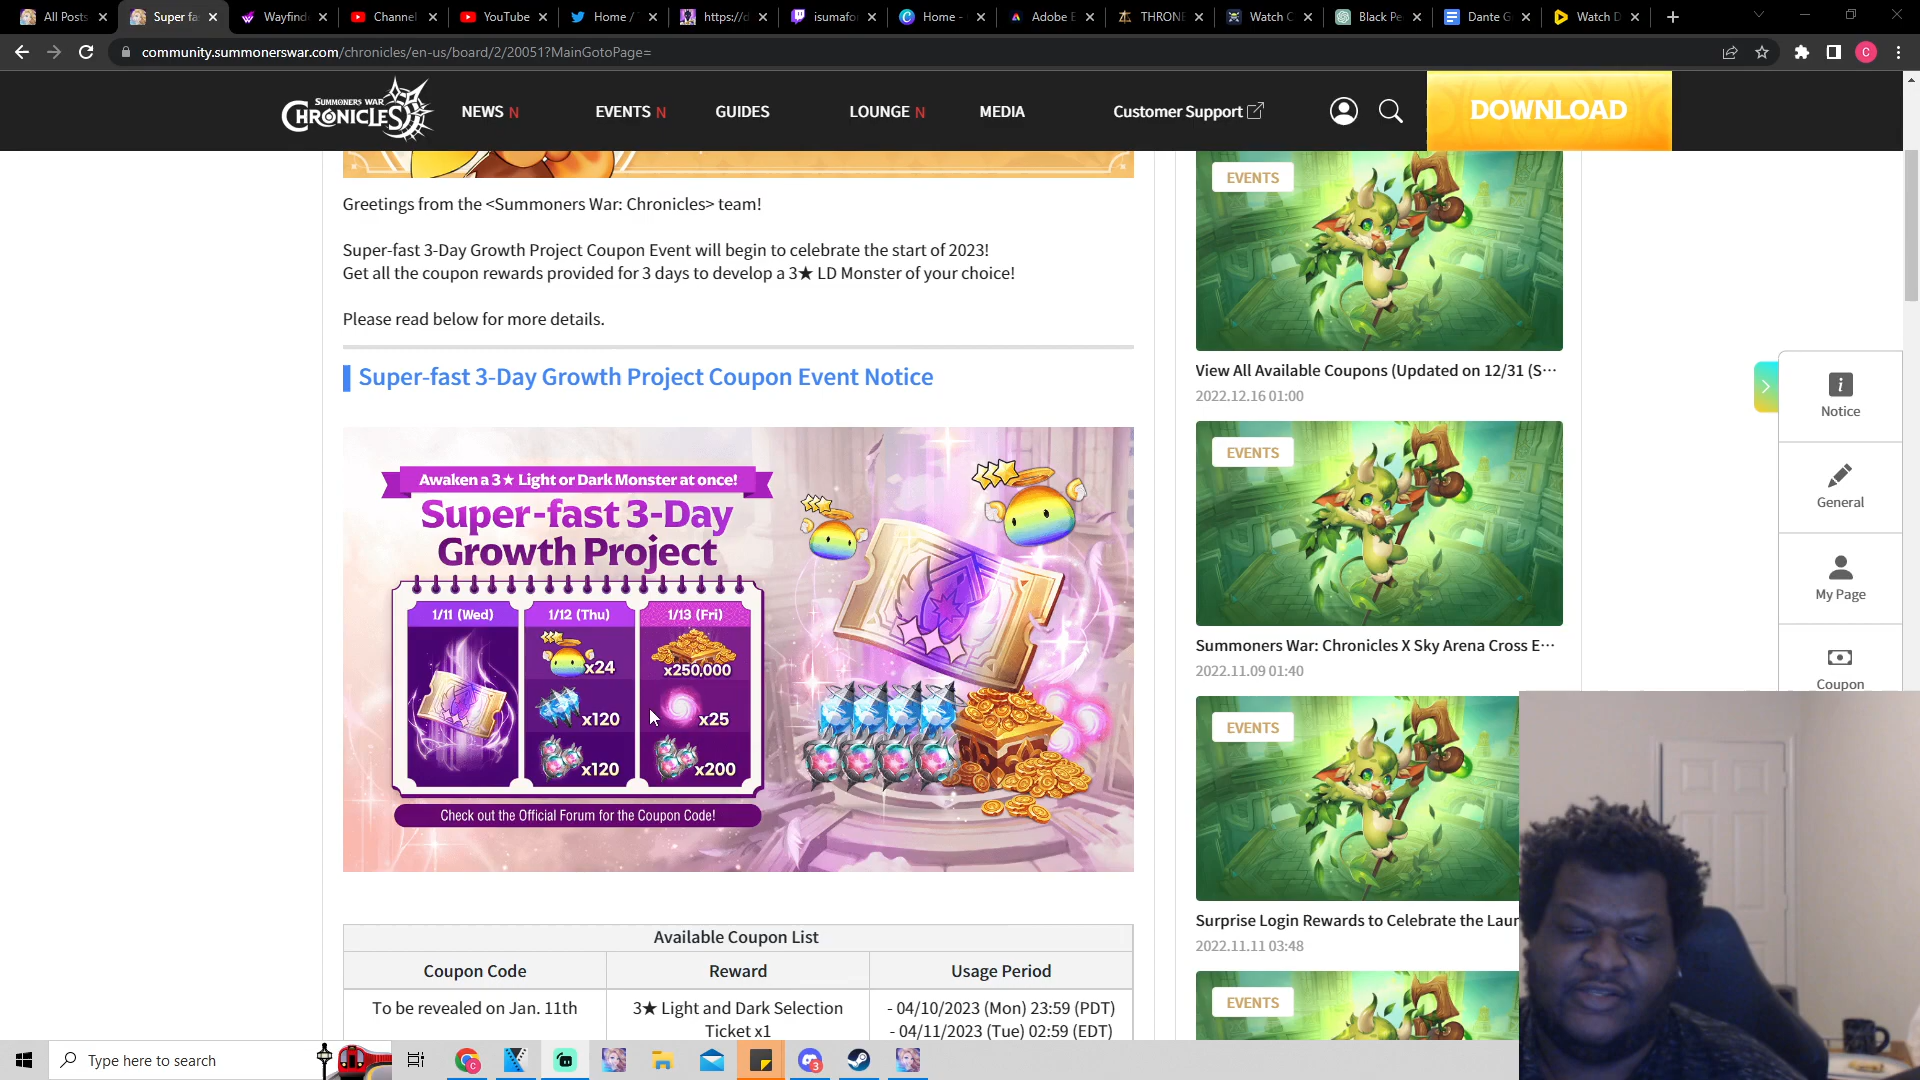 All Posts
Super fa
Wayfind
Channel
YouTube
Home /
https://d
isumafo
Home -
Adobe E
THRONE
Watch C
Black Pe
Dante G
Watch D
community.summonerswar.com/chronicles/en-us/board/2/20051?MainGotoPage=
C
SUMMONERS WAR
CHRONICLES
NEWS N
EVENTS N
GUIDES
LOUNGE N
MEDIA
Customer Support
DOWNLOAD
Greetings from the <Summoners War: Chronicles> team!
Super-fast 3-Day Growth Project Coupon Event will begin to celebrate the start of 2023!
Get all the coupon rewards provided for 3 days to develop a 3★ LD Monster of your choice!
Please read below for more details.
Super-fast 3-Day Growth Project Coupon Event Notice
Awaken a 3★ Light or Dark Monster at once!
Super-fast 3-Day
Growth Project
1/11 (Wed)
1/12 (Thu)
1/13 (Fri)
x24
x250,000
x120
x25
x120
x200
Check out the Official Forum for the Coupon Code!
Available Coupon List
Coupon Code
Reward
Usage Period
To be revealed on Jan. 11th
3★ Light and Dark Selection
Ticket x1
- 04/10/2023 (Mon) 23:59 (PDT)
- 04/11/2023 (Tue) 02:59 (EDT)
EVENTS
View All Available Coupons (Updated on 12/31 (S···
2022.12.16 01:00
EVENTS
Summoners War: Chronicles X Sky Arena Cross E···
2022.11.09 01:40
EVENTS
Surprise Login Rewards to Celebrate the Laun
2022.11.11 03:48
EVENTS
Notice
General
My Page
Coupon
Type here to search
3